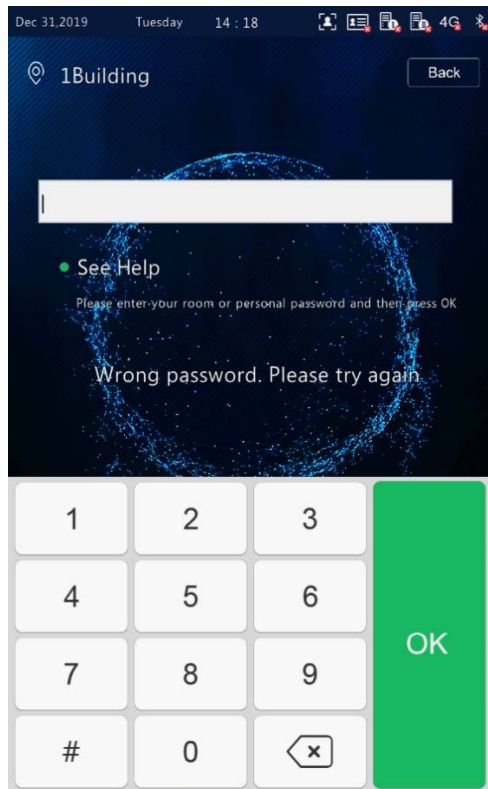 Dec 31,2019 Tuesday 14 : 18 4G
1Building Back
See Help
Please enter your room or personal password and then press OK
Wrong password. Please try again
1 2 3
4 5 6
OK
7 8 9
# 0